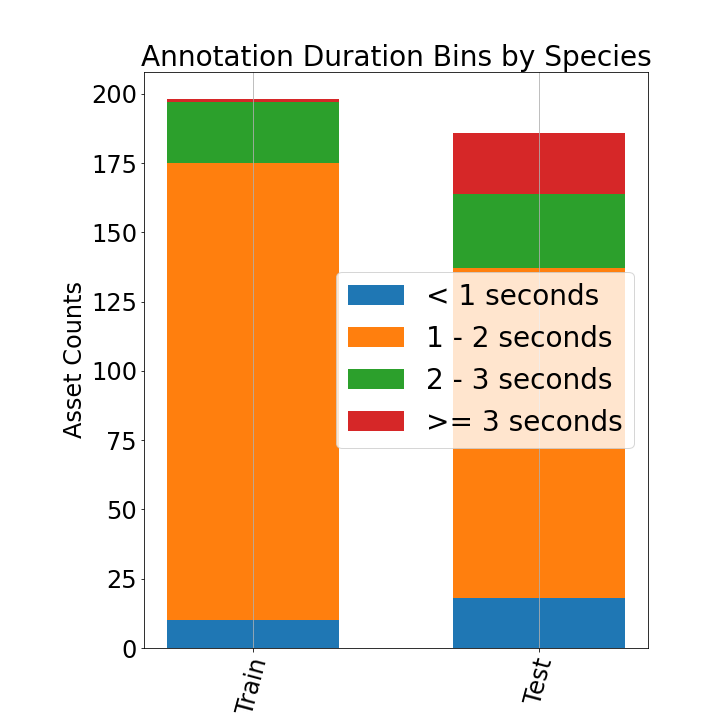 Annotation Duration Bins by Species
200
175
150
125
100
75
50
25
0
Asset Counts
< 1 seconds
1 - 2 seconds
2 - 3 seconds
>= 3 seconds
Train
Test